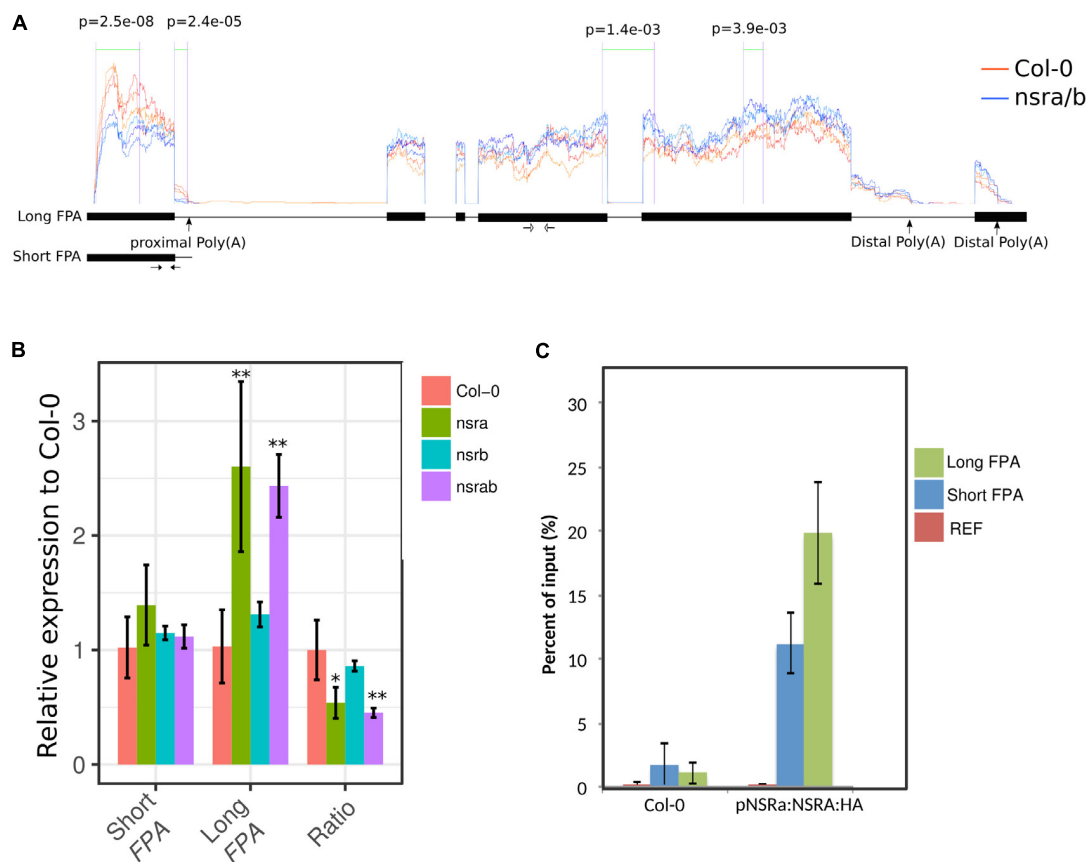 A
p=2.5e-08 p=2.4e-05 p=1.4e-03 p=3.9e-03
Col-0
nsra/b
Long FPA
proximal Poly(A) Distal Poly(A) Distal Poly(A)
Short FPA
B
Relative expression to Col-0
3
2
1
0
** ** * **
Short FPA
Long FPA
Ratio
Col-0
nsra
nsrb
nsrab
C
Percent of input (%)
30
25
20
15
10
5
0
Col-0 pNSRa:NSRA:HA
Long FPA
Short FPA
REF